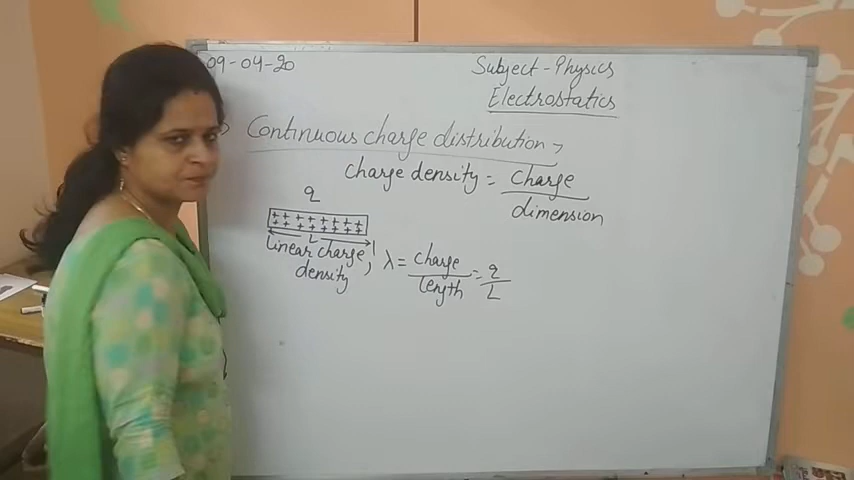 09-04-20
Subject-Physics
Electrostatics
Continuous charge distribution
charge density = charge / dimension
q
L
linear charge density, λ = charge / length = q / L